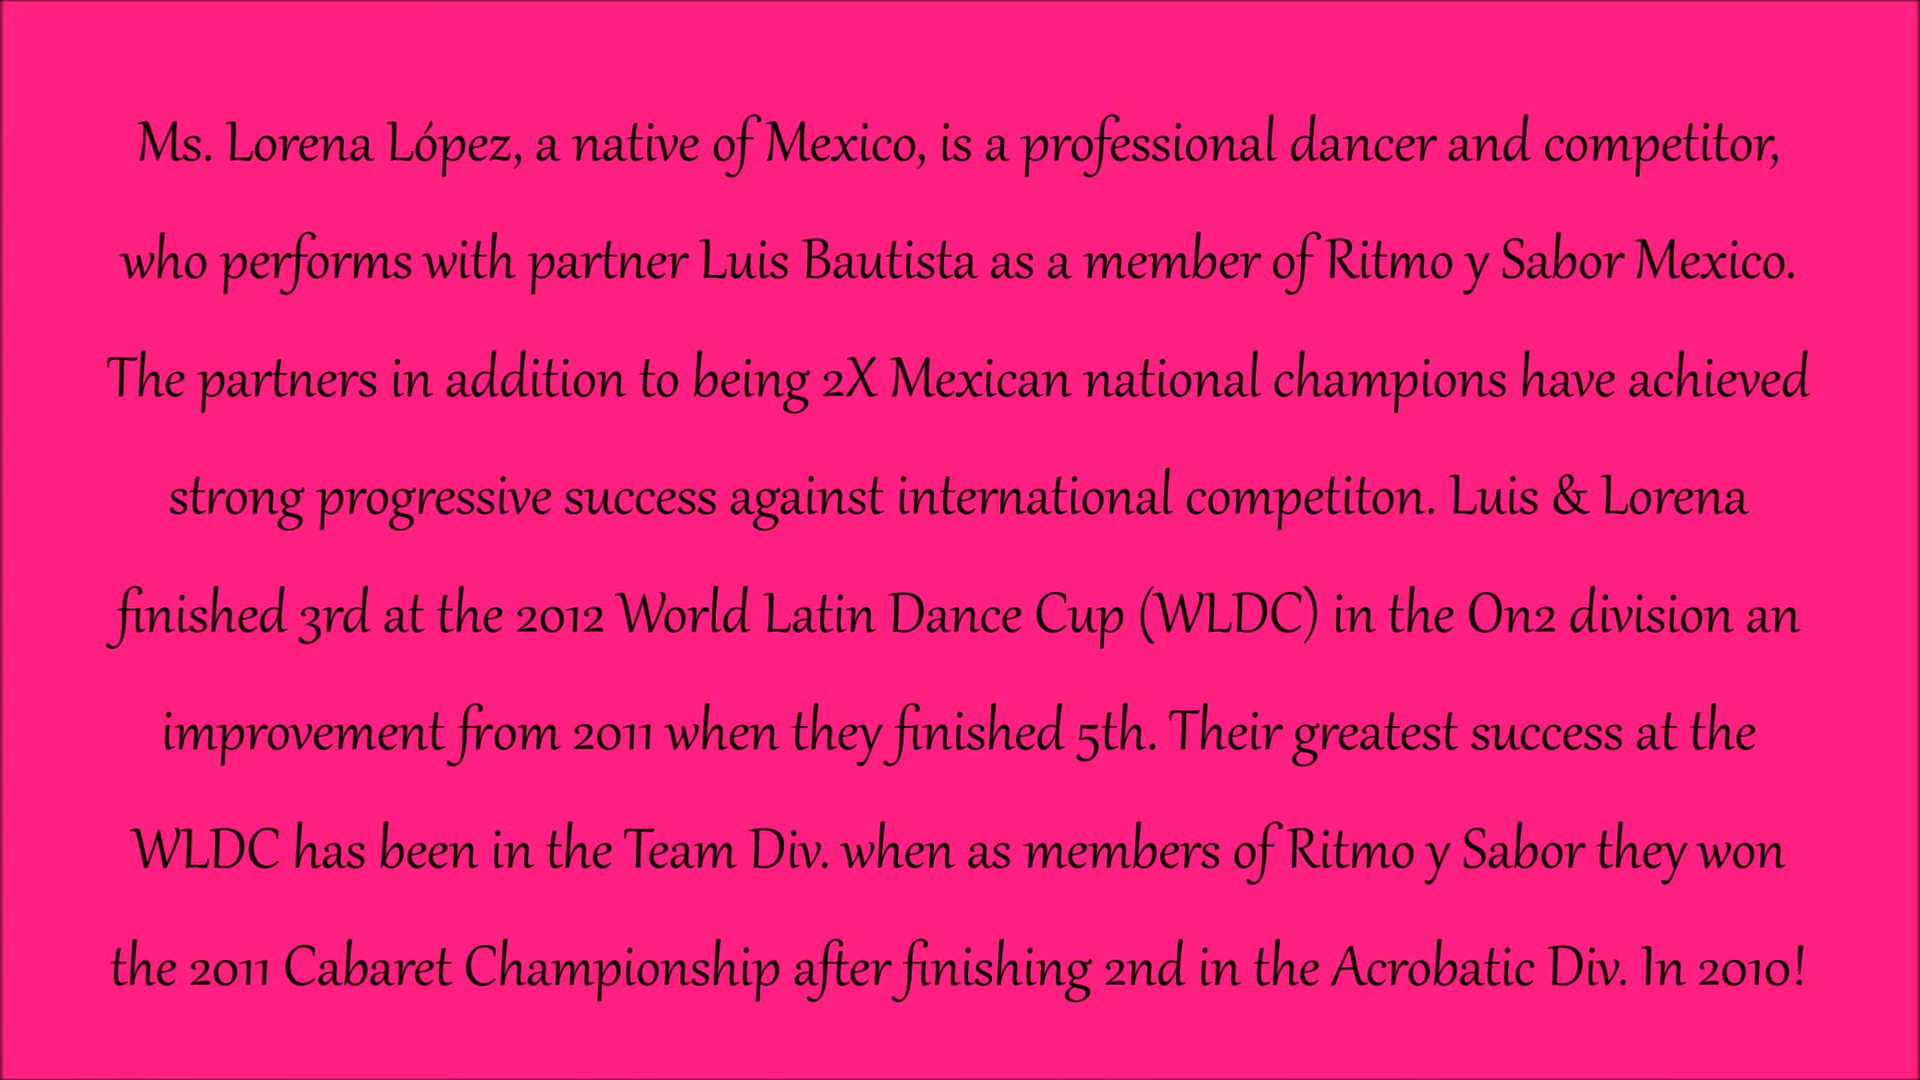 Ms. Lorena López, a native of Mexico, is a professional dancer and competitor,
who performs with partner Luis Bautista as a member of Ritmo y Sabor Mexico.
The partners in addition to being 2X Mexican national champions have achieved
strong progressive success against international competiton. Luis & Lorena
finished 3rd at the 2012 World Latin Dance Cup (WLDC) in the On2 division an
improvement from 2011 when they finished 5th. Their greatest success at the
WLDC has been in the Team Div. when as members of Ritmo y Sabor they won
the 2011 Cabaret Championship after finishing 2nd in the Acrobatic Div. In 2010!